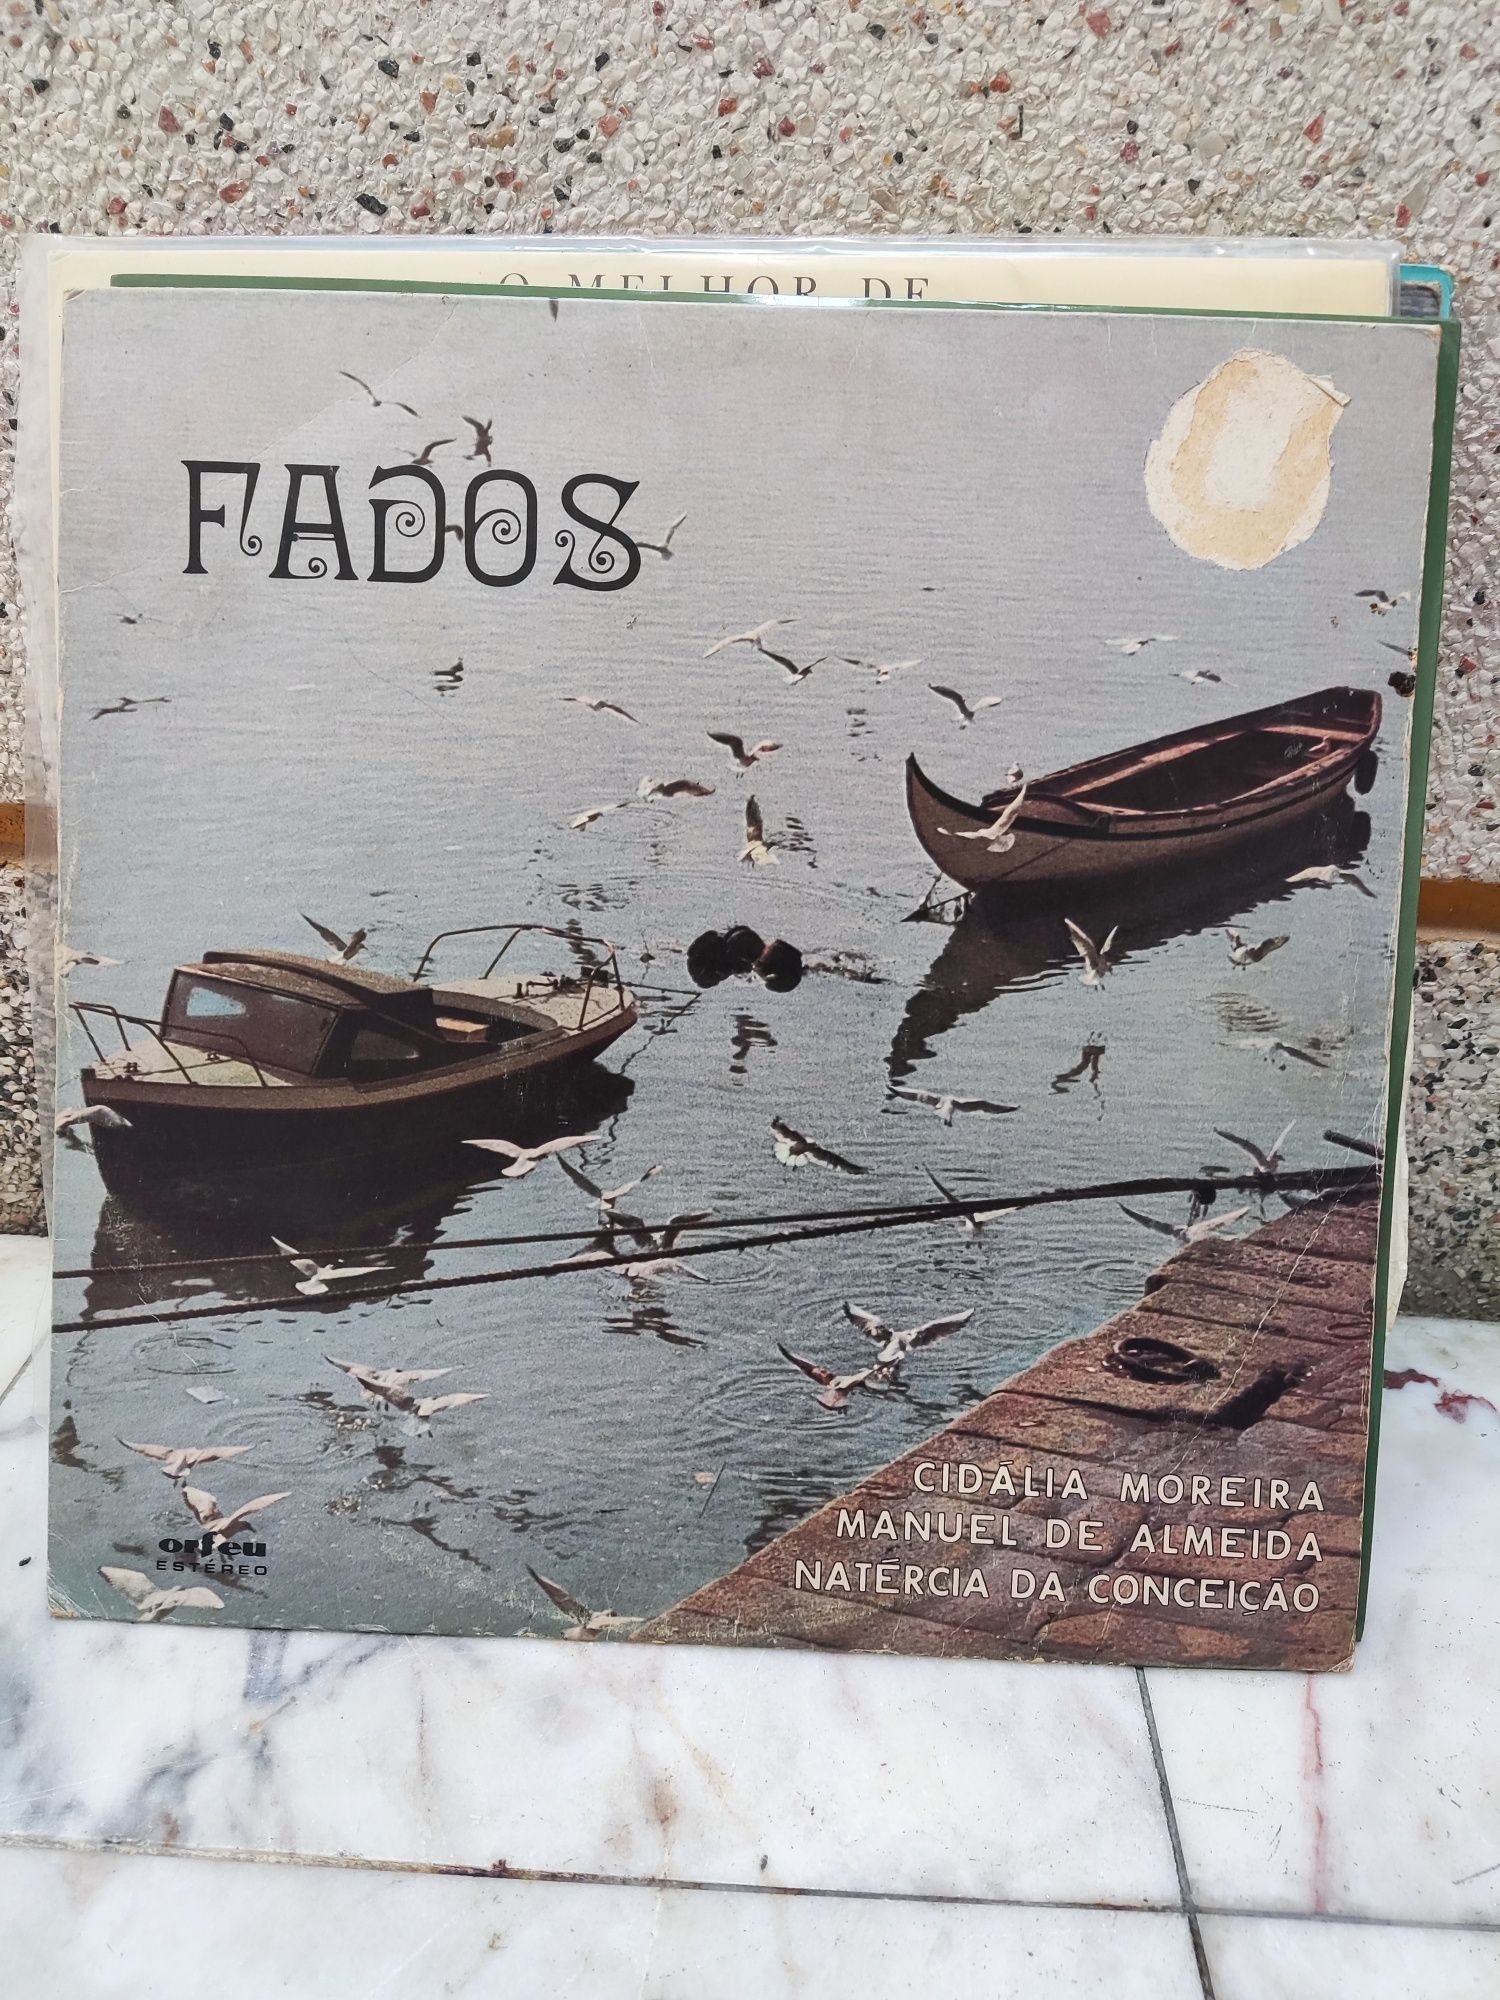 O MELHOR DE
FADOS
CIDÁLIA MOREIRA
MANUEL DE ALMEIDA
NATÉRCIA DA CONCEIÇÃO
orfeu
ESTÉREO